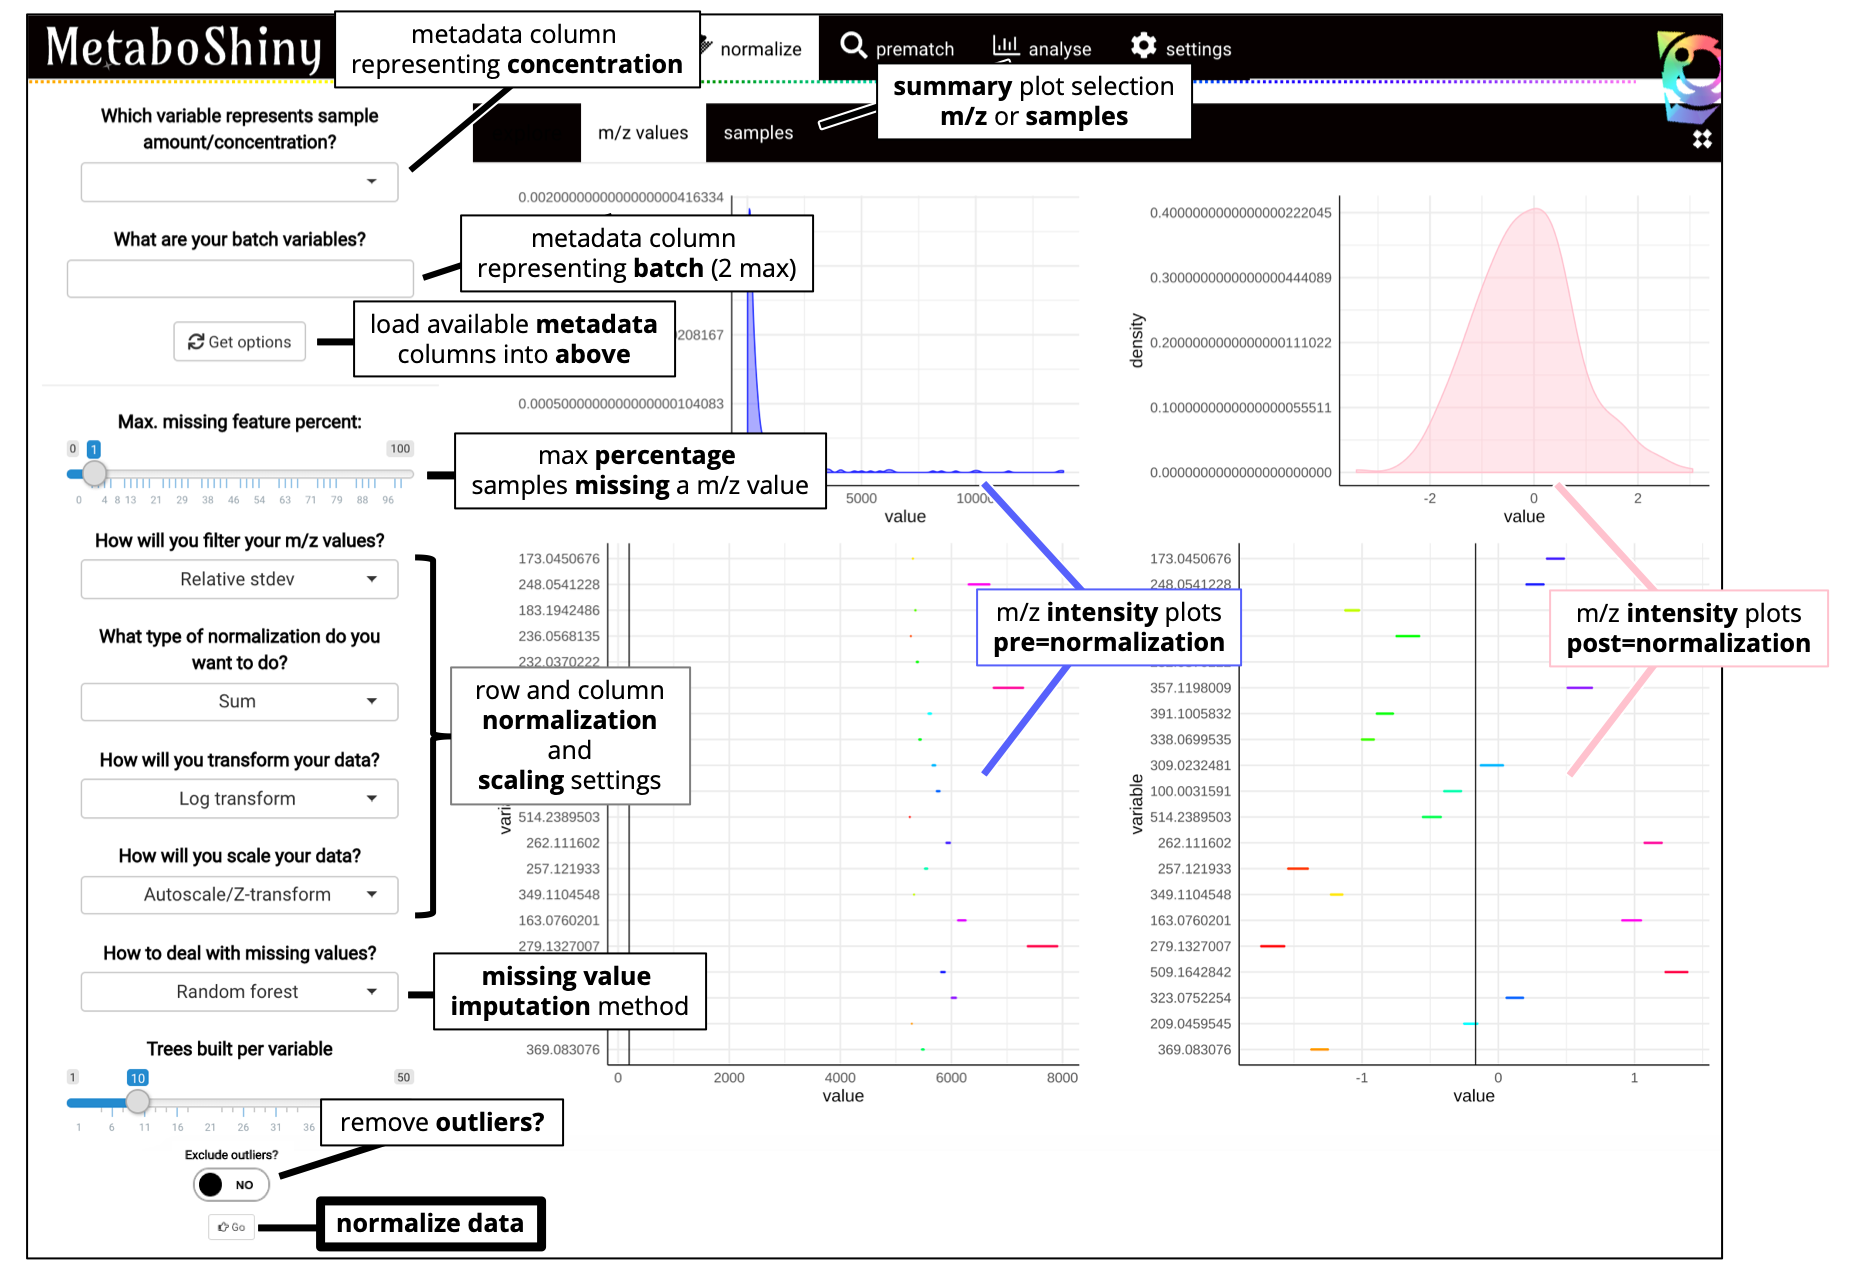 MetaboShiny
metadata column
representing concentration
normalize
prematch
analyse
settings
summary plot selection
m/z or samples
m/z values
samples
Which variable represents sample
amount/concentration?
What are your batch variables?
metadata column
representing batch (2 max)
Get options
load available metadata
columns into above
Max. missing feature percent:
0
1
100
0 4 8 13 21 29 38 46 54 63 71 79 88 96
max percentage
samples missing a m/z value
How will you filter your m/z values?
Relative stdev
What type of normalization do you
want to do?
Sum
How will you transform your data?
Log transform
How will you scale your data?
Autoscale/Z-transform
row and column
normalization
and
scaling settings
How to deal with missing values?
Random forest
missing value
imputation method
Trees built per variable
1
10
50
1 6 11 16 21 26 31 36
remove outliers?
Exclude outliers?
NO
Go
normalize data
0.0020000000000000000416334
0208167
0.0005000000000000000104083
5000
1000
value
0.4000000000000000222045
0.3000000000000000444089
0.2000000000000000111022
0.1000000000000000055511
0.0000000000000000000000
density
-2 0 2
value
m/z intensity plots
pre=normalization
m/z intensity plots
post=normalization
173.0450676
248.0541228
183.1942486
236.0568135
232.0370222
514.2389503
262.111602
257.121933
349.1104548
163.0760201
279.1327007
369.083076
vari
0 2000 4000 6000 8000
value
173.0450676
248.0541228
357.1198009
391.1005832
338.0699535
309.0232481
100.0031591
514.2389503
262.111602
257.121933
349.1104548
163.0760201
279.1327007
509.1642842
323.0752254
209.0459545
369.083076
variable
-1 0 1
value